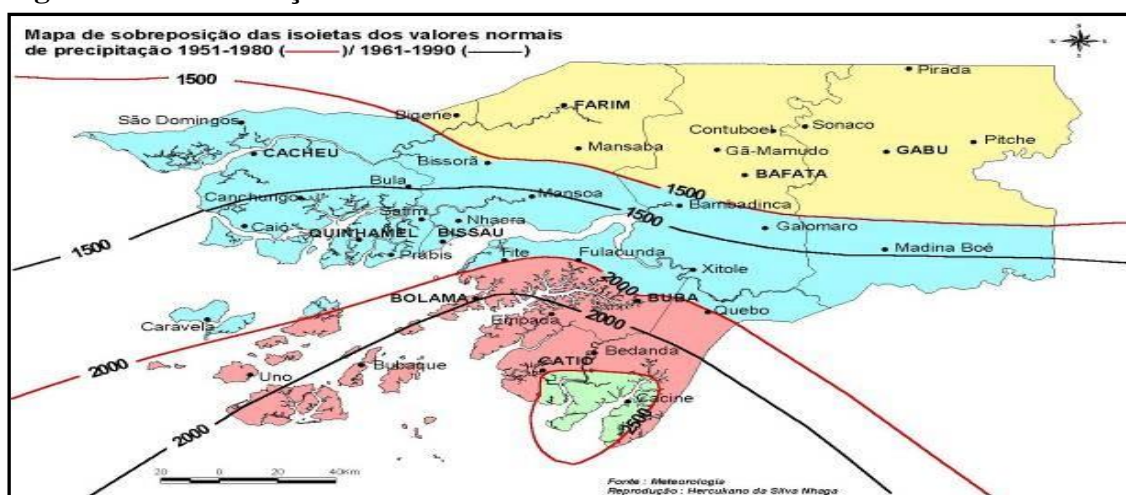 Mapa de sobreposição das isoietas dos valores normais
de precipitação 1951-1980 ( )/ 1961-1990 ( )
1500
Pirada
FARIM
Bigene
São Domingos
Contuboel
Sonaco
Pitche
Mansaba
Gã-Mamudo
GABU
CACHEU
Bissorã
BAFATA
Bula
1500
Canchungo
Mansoa
Bambadinca
1500
Safim
Nhacra
Caió
Galomaro
1500
QUINHAMEL
BISSAU
Madina Boé
Prabis
Tite
Fulacunda
Xitole
2000
BOLAMA
BUBA
Quebo
Empada
2000
Caravela
Bedanda
2000
CATIO
Bubaque
Uno
Cacine
2500
2000
20 0 20 40Km
Fonte : Meteorologia
Reprodução : Herculano da Silva Nhaga